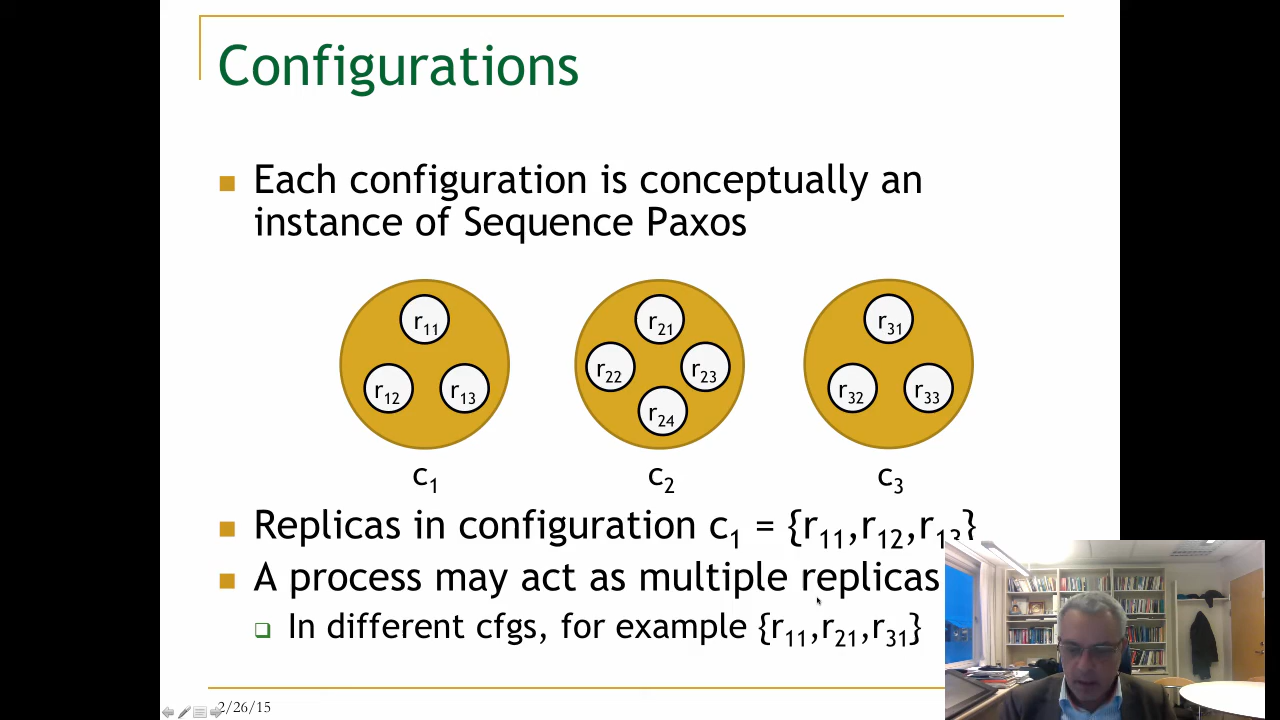 Configurations
Each configuration is conceptually an
instance of Sequence Paxos
r11
r12 r13
r21
r22 r23
r24
r31
r32 r33
c1 c2 c3
Replicas in configuration c1 = {r11,r12,r13}
A process may act as multiple replicas
In different cfgs, for example {r11,r21,r31}
2/26/15